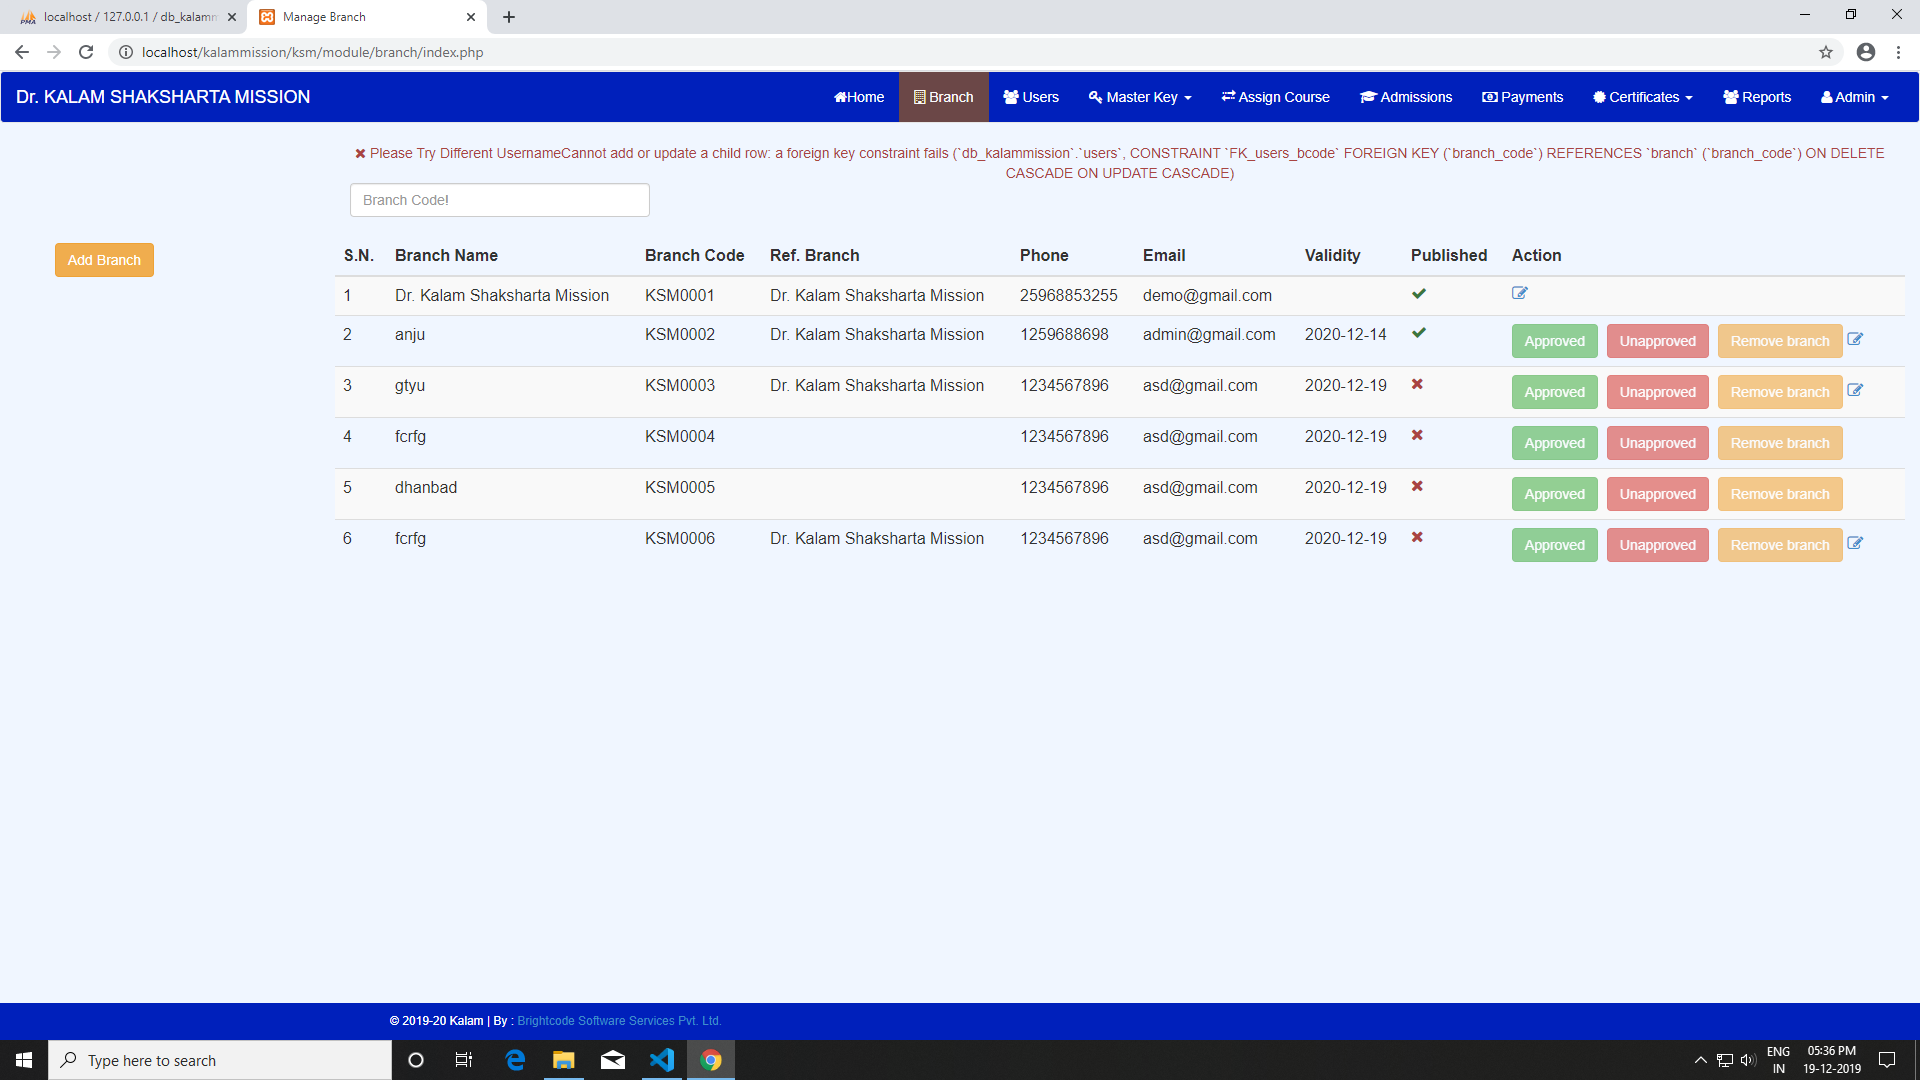 localhost / 127.0.0.1 / db_kalamm
Manage Branch
localhost/kalammission/ksm/module/branch/index.php
Dr. KALAM SHAKSHARTA MISSION Home Branch Users Master Key Assign Course Admissions Payments Certificates Reports Admin
Please Try Different UsernameCannot add or update a child row: a foreign key constraint fails (`db_kalammission`.`users`, CONSTRAINT `FK_users_bcode` FOREIGN KEY (`branch_code`) REFERENCES `branch` (`branch_code`) ON DELETE
CASCADE ON UPDATE CASCADE)
Branch Code!
Add Branch
S.N. Branch Name Branch Code Ref. Branch Phone Email Validity Published Action
1 Dr. Kalam Shaksharta Mission KSM0001 Dr. Kalam Shaksharta Mission 25968853255 demo@gmail.com
2 anju KSM0002 Dr. Kalam Shaksharta Mission 1259688698 admin@gmail.com 2020-12-14 Approved Unapproved Remove branch
3 gtyu KSM0003 Dr. Kalam Shaksharta Mission 1234567896 asd@gmail.com 2020-12-19 Approved Unapproved Remove branch
4 fcrfg KSM0004 1234567896 asd@gmail.com 2020-12-19 Approved Unapproved Remove branch
5 dhanbad KSM0005 1234567896 asd@gmail.com 2020-12-19 Approved Unapproved Remove branch
6 fcrfg KSM0006 Dr. Kalam Shaksharta Mission 1234567896 asd@gmail.com 2020-12-19 Approved Unapproved Remove branch
© 2019-20 Kalam | By : Brightcode Software Services Pvt. Ltd.
Type here to search
ENG
IN
05:36 PM
19-12-2019